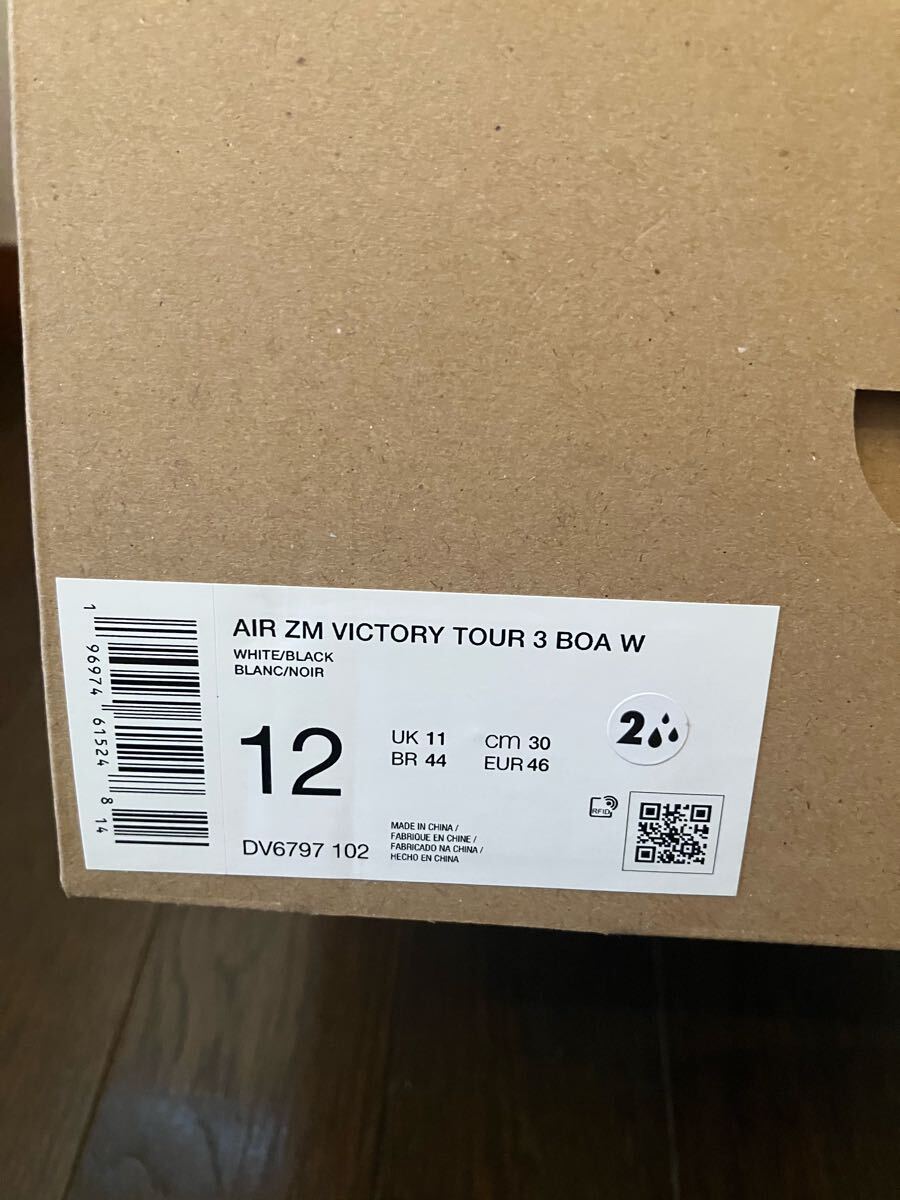 AIR ZM VICTORY TOUR 3 BOA W
WHITE/BLACK
BLANC/NOIR
12
UK 11
BR 44
cm 30
EUR 46
2
DV6797 102
MADE IN CHINA /
FABRIQUE EN CHINE /
FABRICADO NA CHINA /
HECHO EN CHINA
RFID
1 96974 61524 8 14